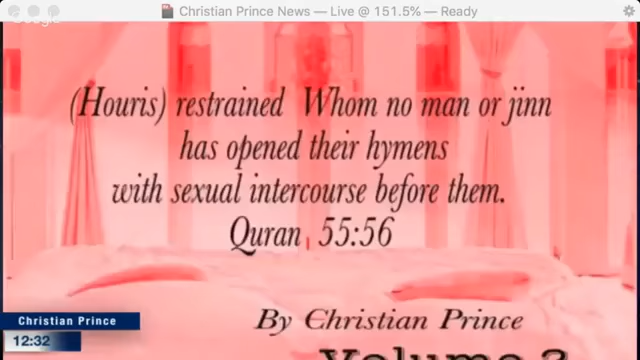 Christian Prince News — Live @ 151.5% — Ready
(Houris) restrained Whom no man or jinn
has opened their hymens
with sexual intercourse before them.
Quran 55:56
By Christian Prince
Christian Prince
12:32